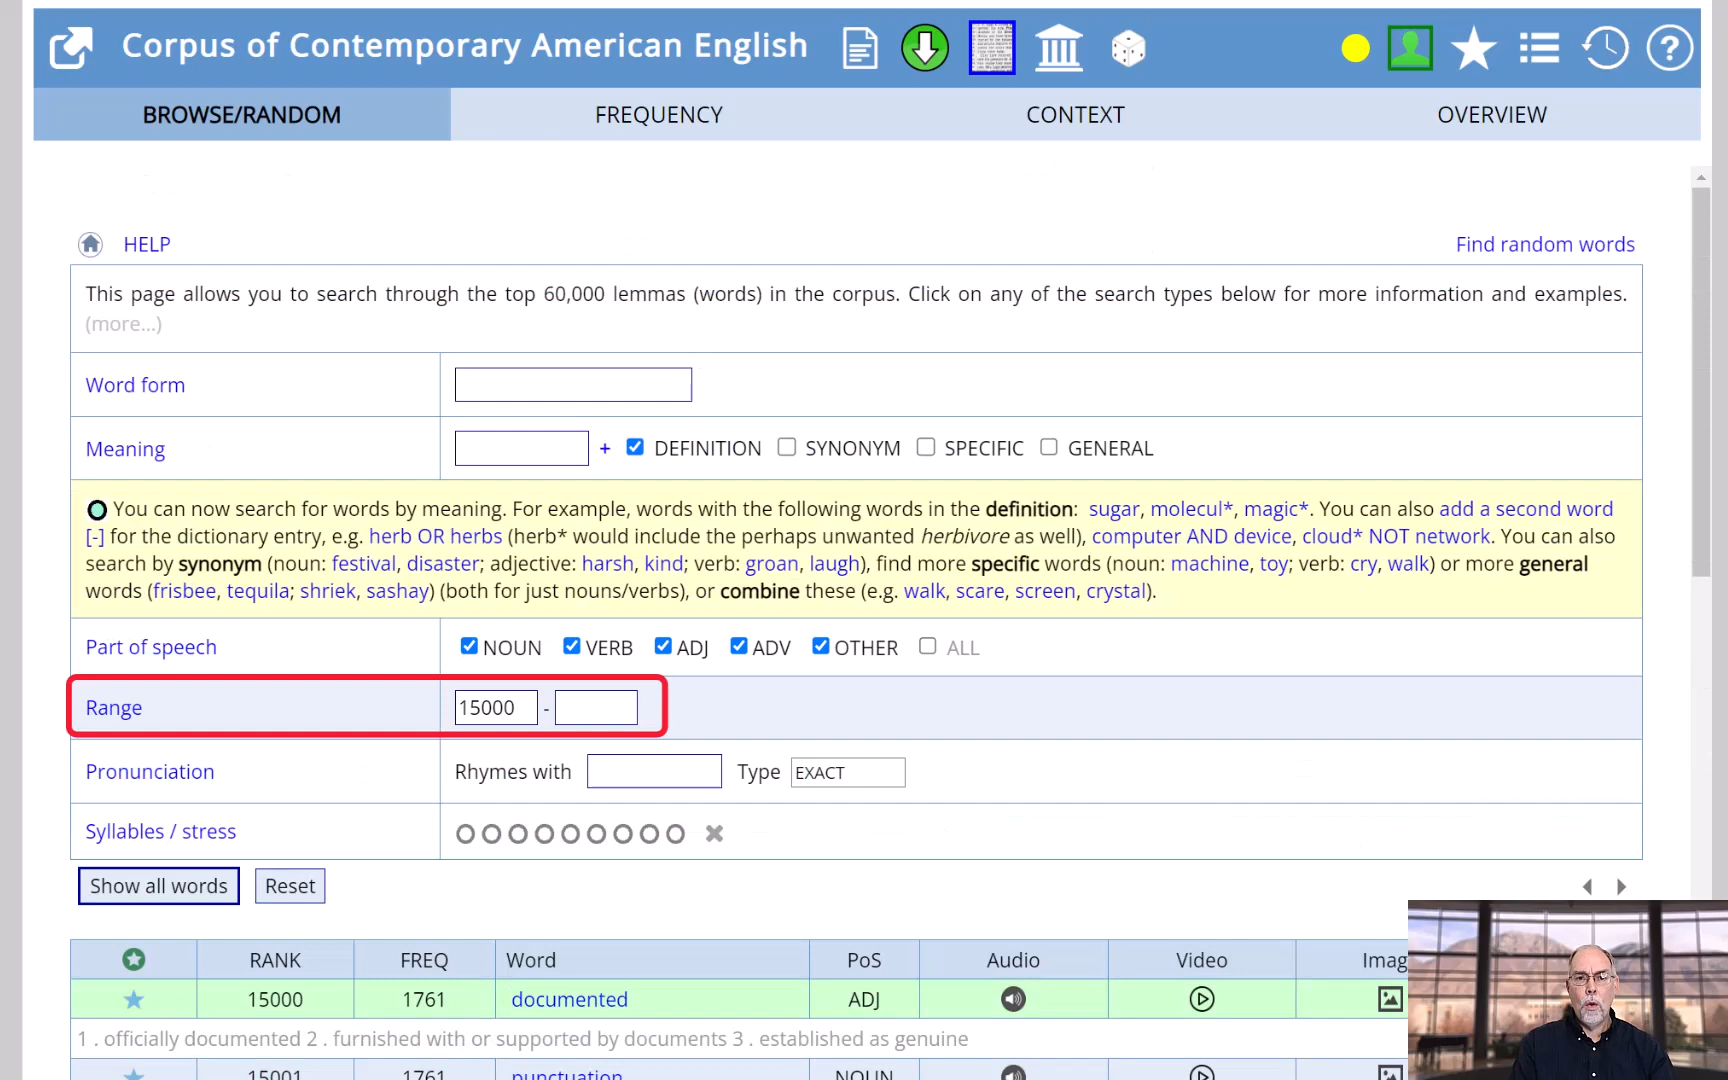 Corpus of Contemporary American English
BROWSE/RANDOM FREQUENCY CONTEXT OVERVIEW
HELP Find random words
This page allows you to search through the top 60,000 lemmas (words) in the corpus. Click on any of the search types below for more information and examples.
(more...)
Word form
Meaning + DEFINITION SYNONYM SPECIFIC GENERAL
You can now search for words by meaning. For example, words with the following words in the definition: sugar, molecul*, magic*. You can also add a second word
[-] for the dictionary entry, e.g. herb OR herbs (herb* would include the perhaps unwanted herbivore as well), computer AND device, cloud* NOT network. You can also
search by synonym (noun: festival, disaster; adjective: harsh, kind; verb: groan, laugh), find more specific words (noun: machine, toy; verb: cry, walk) or more general
words (frisbee, tequila; shriek, sashay) (both for just nouns/verbs), or combine these (e.g. walk, scare, screen, crystal).
Part of speech NOUN VERB ADJ ADV OTHER ALL
Range 15000 -
Pronunciation Rhymes with Type EXACT
Syllables / stress
Show all words Reset
RANK FREQ Word PoS Audio Video Imag
15000 1761 documented ADJ
1 . officially documented 2 . furnished with or supported by documents 3 . established as genuine
15001 1761 punctuation NOUN